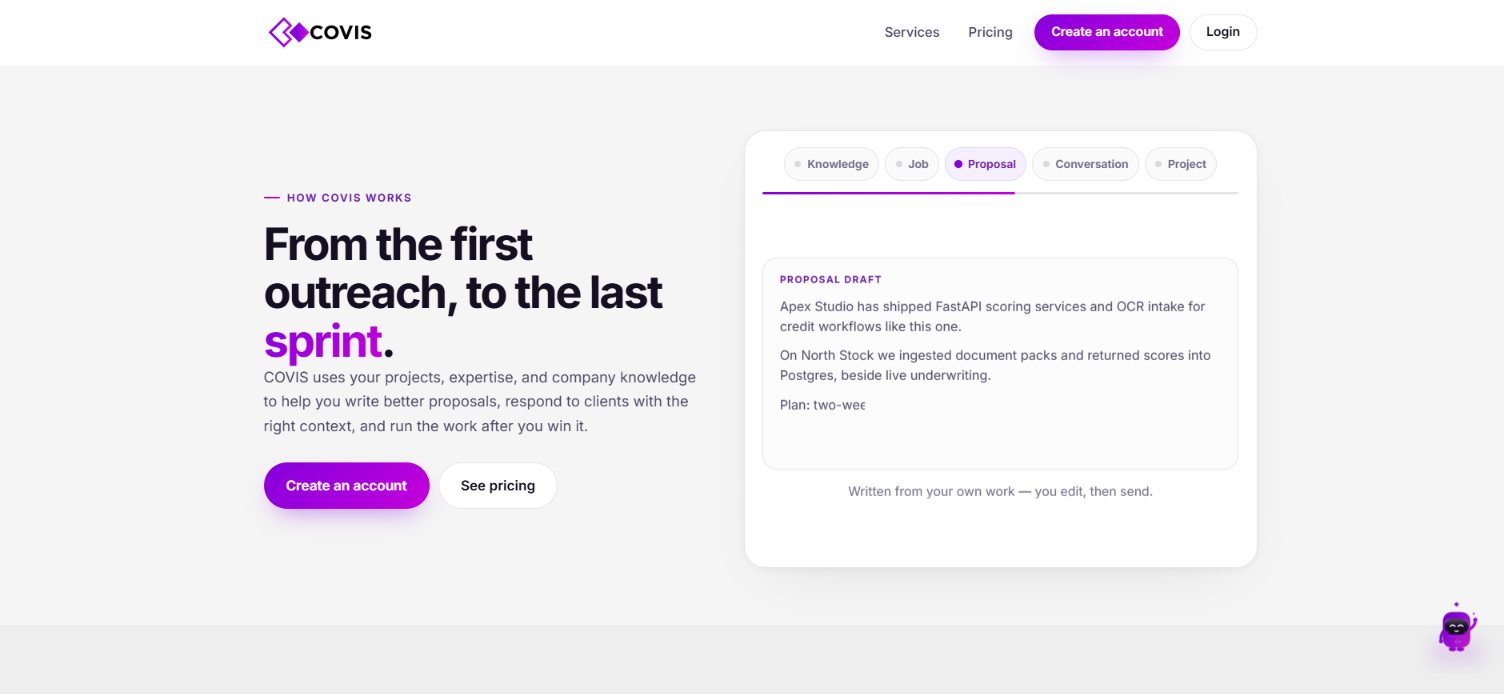 COVIS
Services
Pricing
Create an account
Login
HOW COVIS WORKS
From the first
outreach, to the last
sprint.
COVIS uses your projects, expertise, and company knowledge
to help you write better proposals, respond to clients with the
right context, and run the work after you win it.
Create an account
See pricing
Knowledge
Job
Proposal
Conversation
Project
PROPOSAL DRAFT
Apex Studio has shipped FastAPI scoring services and OCR intake for
credit workflows like this one.
On North Stock we ingested document packs and returned scores into
Postgres, beside live underwriting.
Plan: two-wee
Written from your own work — you edit, then send.